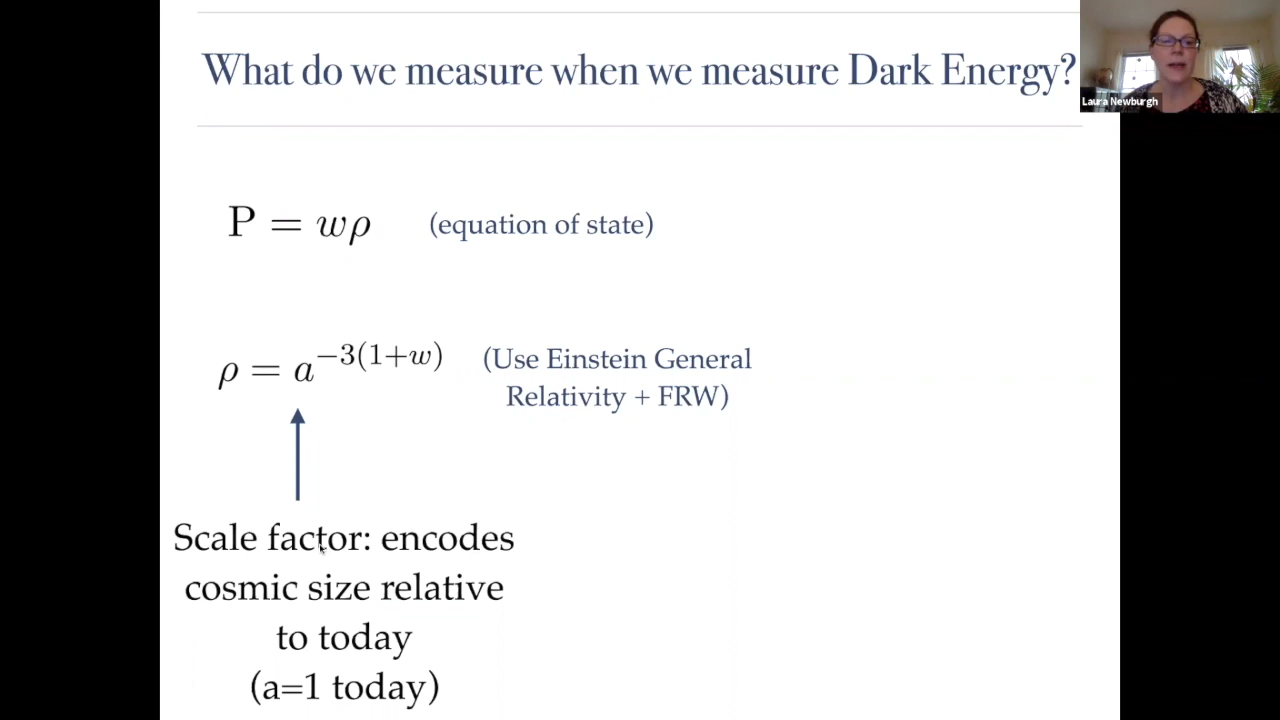 What do we measure when we measure Dark Energy?
Laura Newburgh
P = wρ (equation of state)
ρ = a^{−3(1+w)} (Use Einstein General
Relativity + FRW)
Scale factor: encodes
cosmic size relative
to today
(a=1 today)